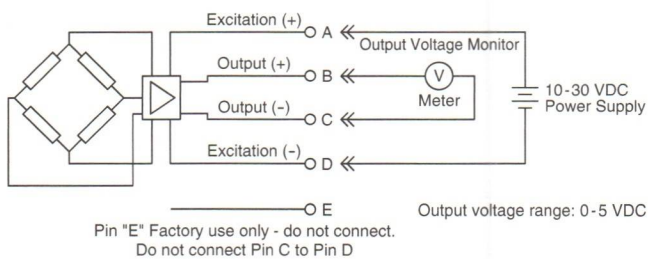 Excitation (+)
A
Output Voltage Monitor
Output (+)
B
V
Meter
10-30 VDC
Power Supply
Output (−)
C
Excitation (−)
D
E
Output voltage range: 0-5 VDC
Pin "E" Factory use only - do not connect.
Do not connect Pin C to Pin D